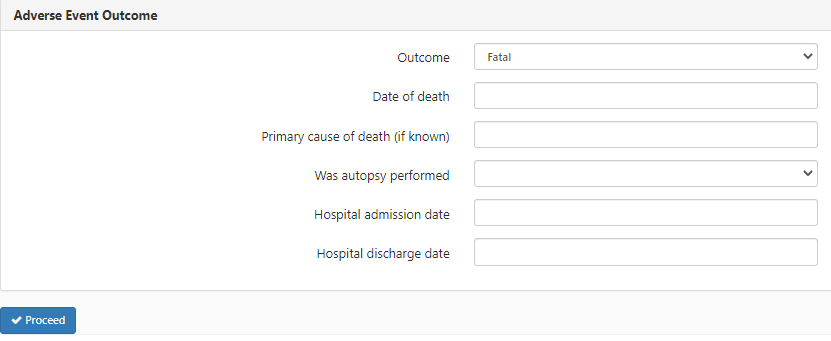 Adverse Event Outcome
Outcome Fatal
Date of death
Primary cause of death (if known)
Was autopsy performed
Hospital admission date
Hospital discharge date
Proceed